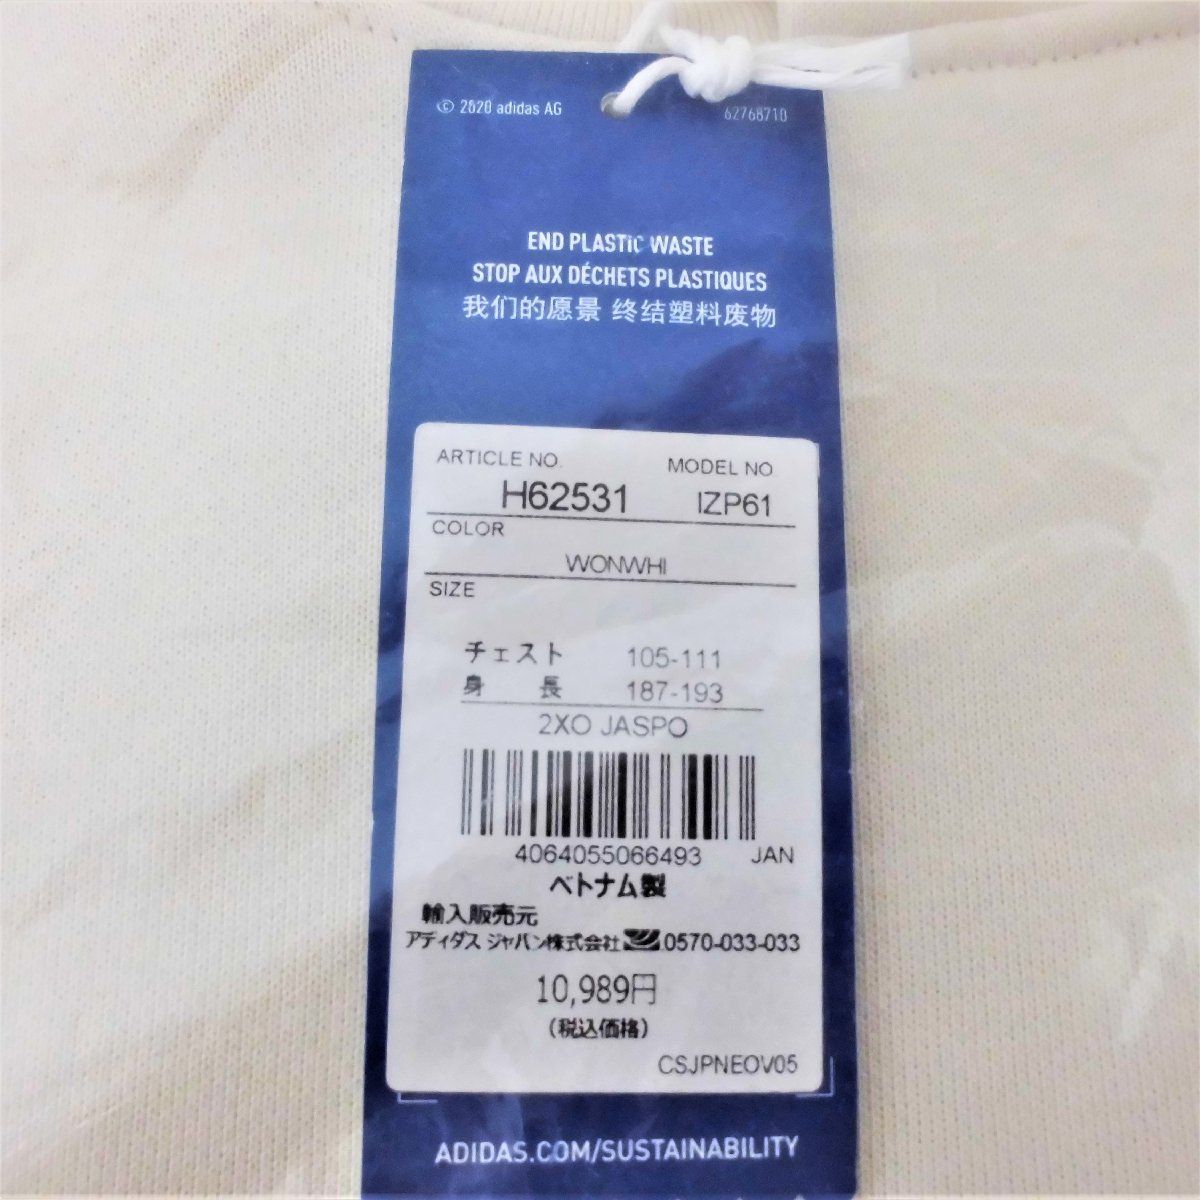 © 2020 adidas AG 62768710
END PLASTIC WASTE
STOP AUX DÉCHETS PLASTIQUES
我们的愿景 终结塑料废物
ARTICLE NO. MODEL NO
H62531 IZP61
COLOR
WONWHI
SIZE
チェスト 105-111
身長 187-193
2XO JASPO
4064055066493 JAN
ベトナム製
輸入販売元
アディダス ジャパン株式会社 0570-033-033
10,989円
(税込価格)
CSJPNEOV05
ADIDAS.COM/SUSTAINABILITY